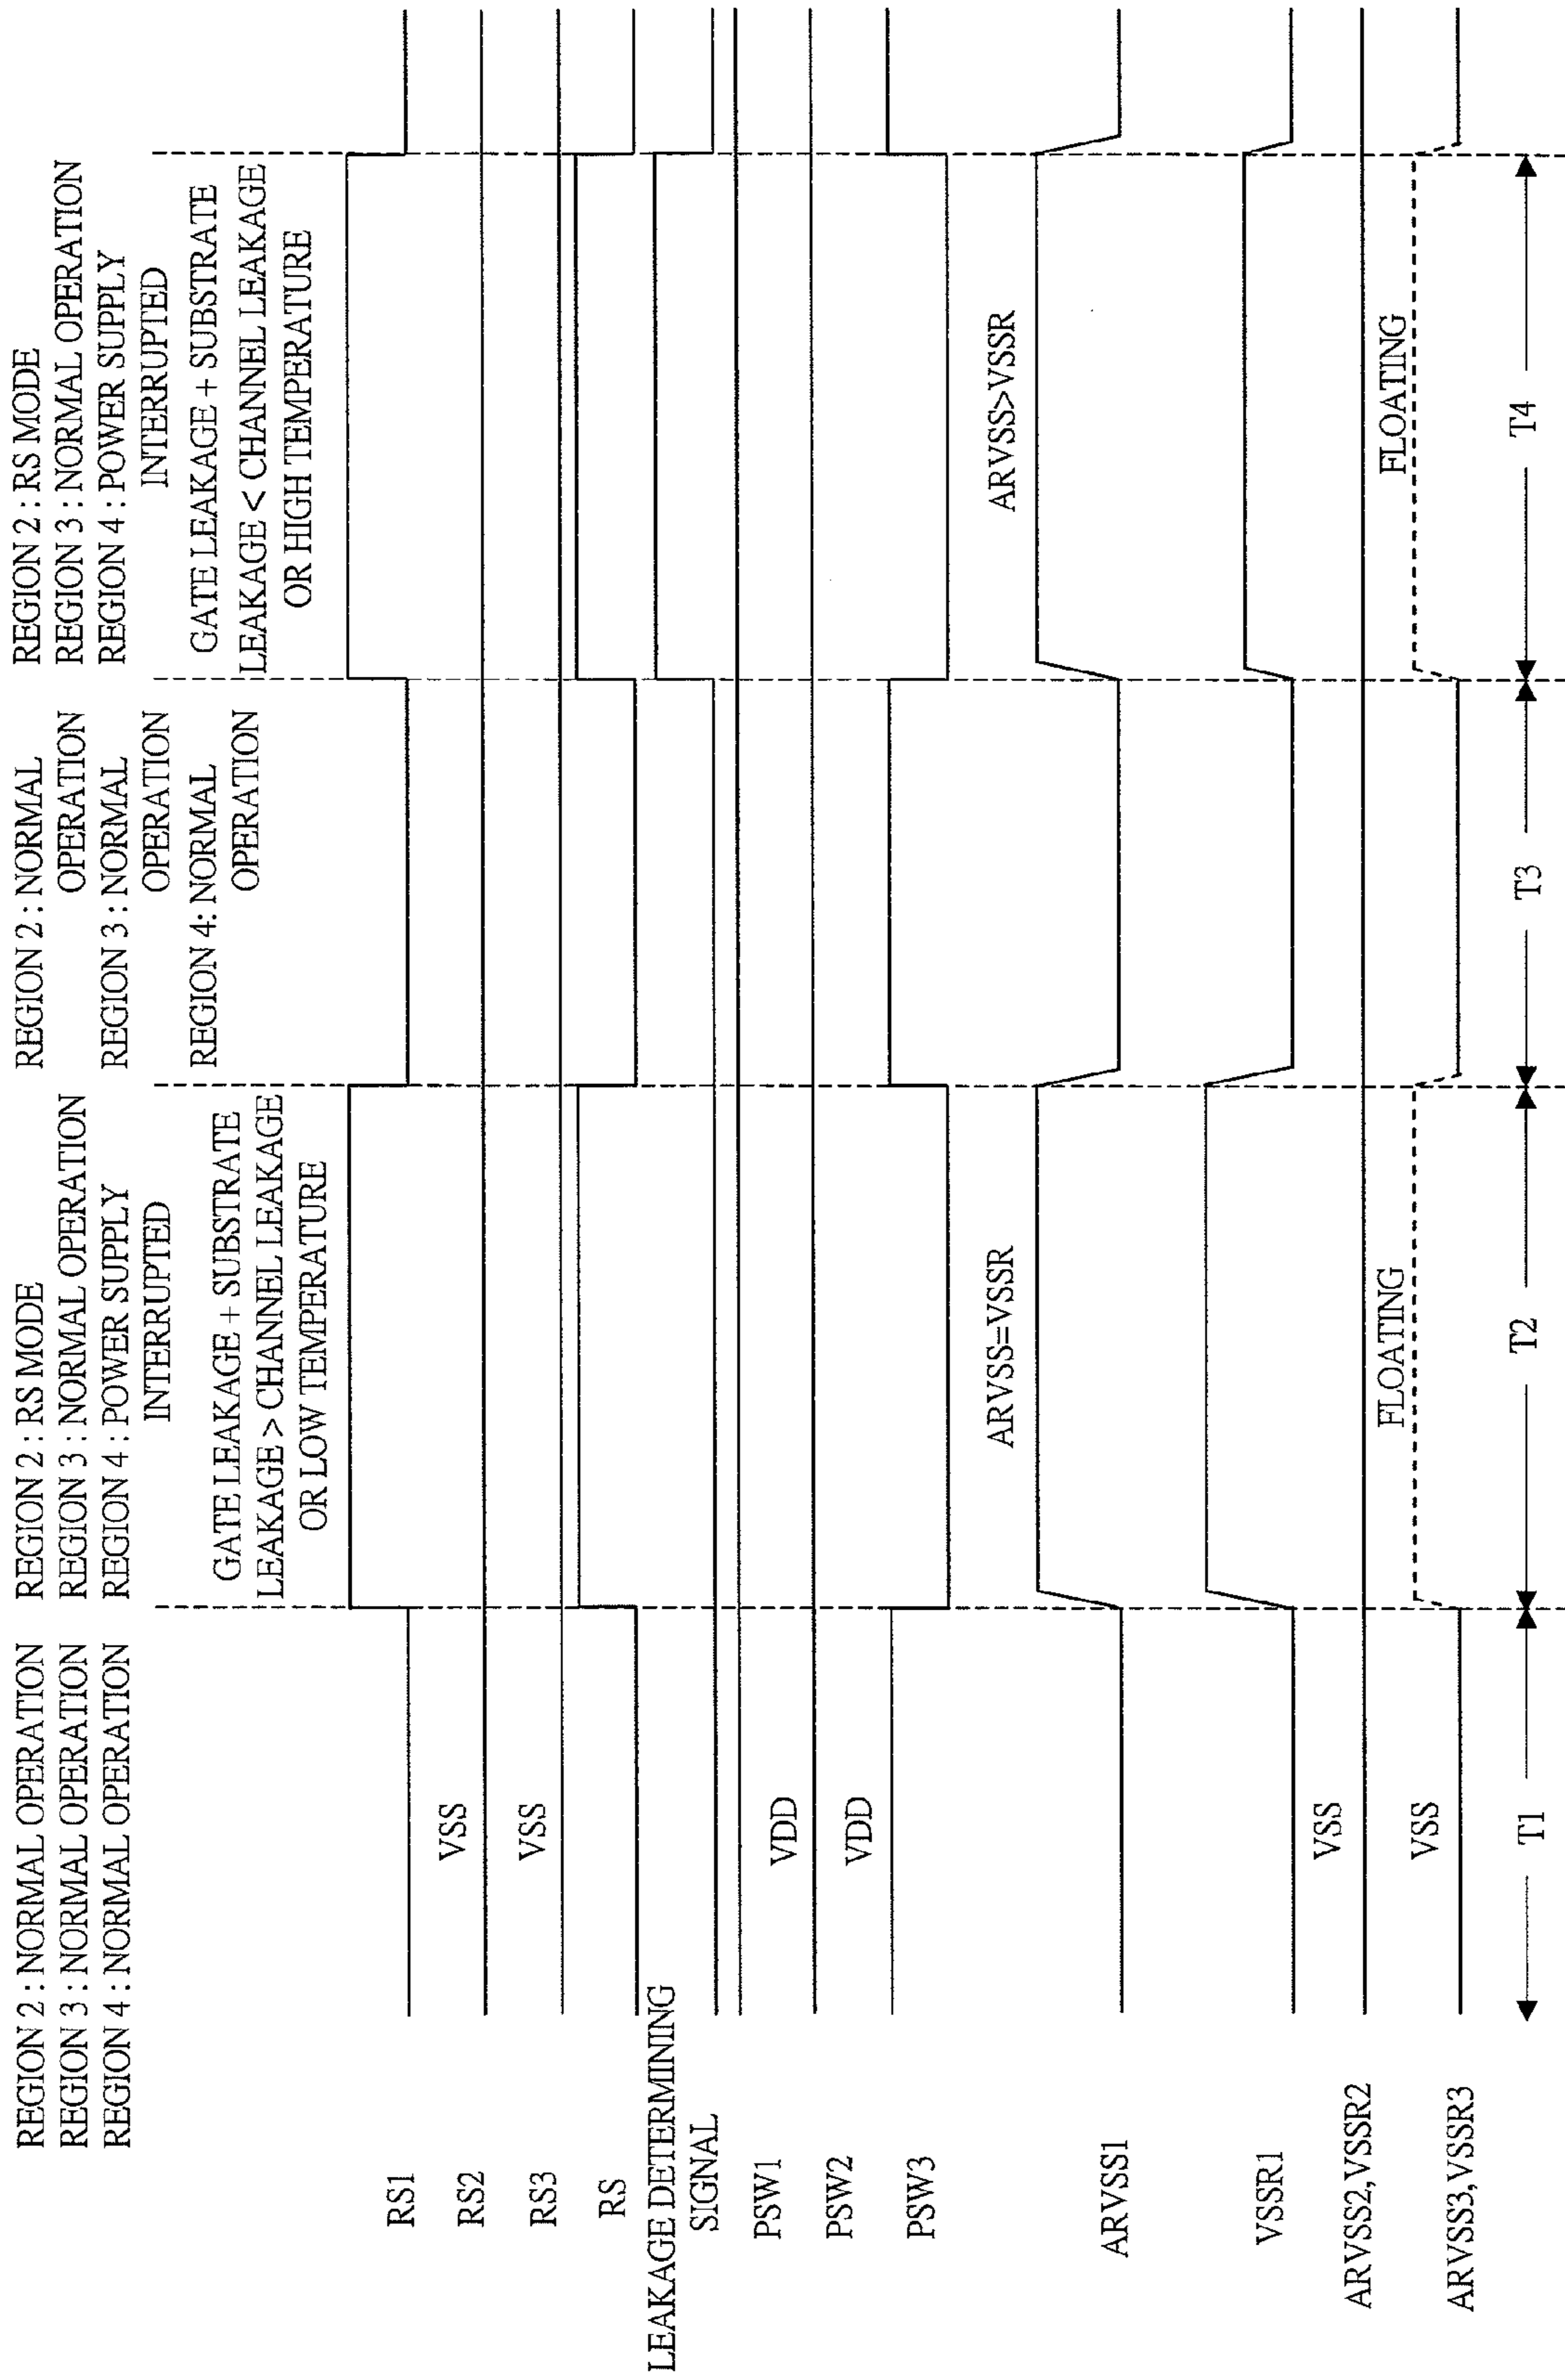 REGION 2 : NORMAL OPERATION
REGION 3 : NORMAL OPERATION
REGION 4 : NORMAL OPERATION
REGION 2 : RS MODE
REGION 3 : NORMAL OPERATION
REGION 4 : POWER SUPPLY
INTERRUPTED
GATE LEAKAGE + SUBSTRATE
LEAKAGE > CHANNEL LEAKAGE
OR LOW TEMPERATURE
REGION 2 : NORMAL
OPERATION
REGION 3 : NORMAL
OPERATION
REGION 4: NORMAL
OPERATION
REGION 2 : RS MODE
REGION 3 : NORMAL OPERATION
REGION 4 : POWER SUPPLY
INTERRUPTED
GATE LEAKAGE + SUBSTRATE
LEAKAGE < CHANNEL LEAKAGE
OR HIGH TEMPERATURE
RS1
RS2 VSS
RS3 VSS
RS
LEAKAGE DETERMINING
SIGNAL
PSW1
PSW2 VDD
PSW3 VDD
ARVSS=VSSR ARVSS>VSSR
ARVSS1
VSSR1
ARVSS2,VSSR2 VSS
FLOATING FLOATING
ARVSS3,VSSR3 VSS
T1 T2 T3 T4